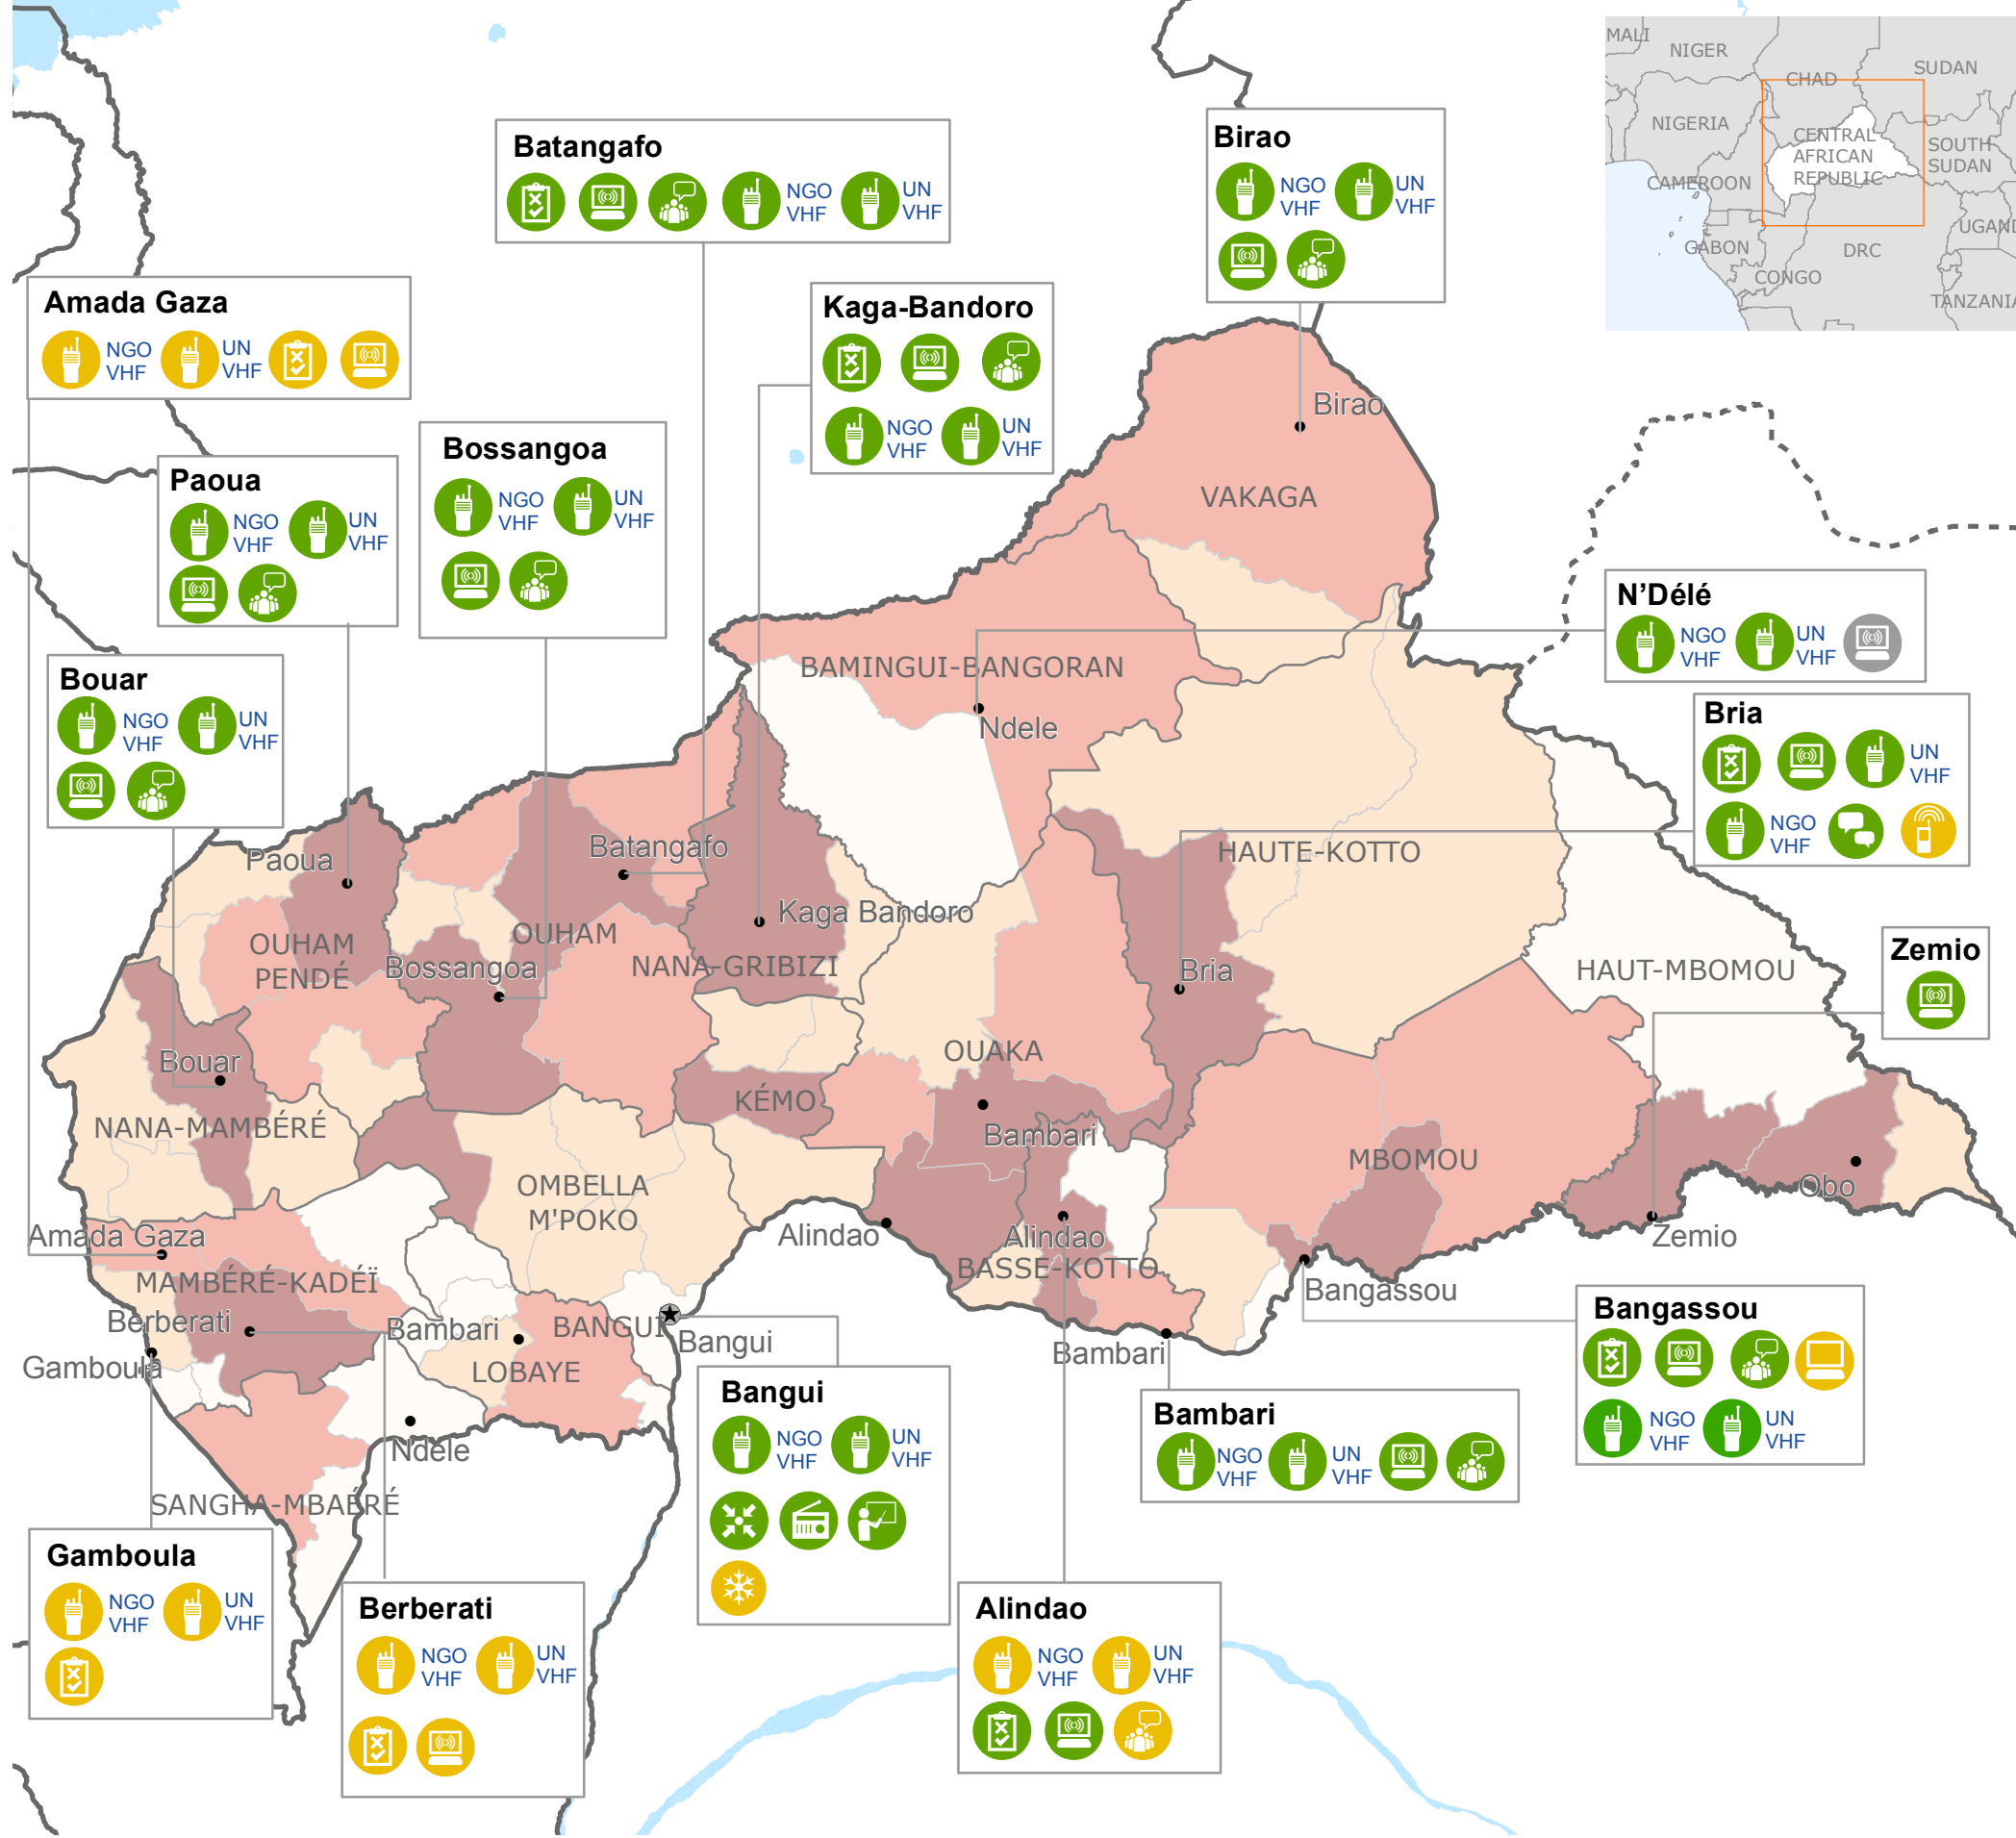 MALI
NIGER
CHAD
SUDAN
NIGERIA
CENTRAL
AFRICAN
REPUBLIC
SOUTH
SUDAN
CAMEROON
GABON
CONGO
DRC
TANZANIA
Batangafo
NGO
VHF
UN
VHF
Birao
NGO
VHF
UN
VHF
Amada Gaza
NGO
VHF
UN
VHF
Kaga-Bandoro
NGO
VHF
UN
VHF
Paoua
NGO
VHF
UN
VHF
Bossangoa
NGO
VHF
UN
VHF
Bouar
NGO
VHF
UN
VHF
N'Délé
NGO
VHF
UN
VHF
Bria
UN
VHF
NGO
VHF
Zemio
Birao
VAKAGA
BAMINGUI-BANGORAN
Ndele
Paoua
Batangafo
HAUTE-KOTTO
Kaga Bandoro
OUHAM
PENDÉ
OUHAM
Bossangoa
NANA-GRIBIZI
Bria
HAUT-MBOMOU
Bouar
OUAKA
NANA-MAMBÉRÉ
KÉMO
Bambari
MBOMOU
OMBELLA
M'POKO
Obo
Amada Gaza
Alindao
Alindao
Zemio
MAMBÉRÉ-KADÉÏ
BASSE-KOTTO
Bangassou
Berberati
Bambari
BANGUI
Bangui
Gamboula
LOBAYE
Bambari
Ndele
SANGHA-MBAÉRÉ
Bangassou
NGO
VHF
UN
VHF
Bangui
NGO
VHF
UN
VHF
Bambari
NGO
VHF
UN
VHF
Gamboula
NGO
VHF
UN
VHF
Berberati
NGO
VHF
UN
VHF
Alindao
NGO
VHF
UN
VHF